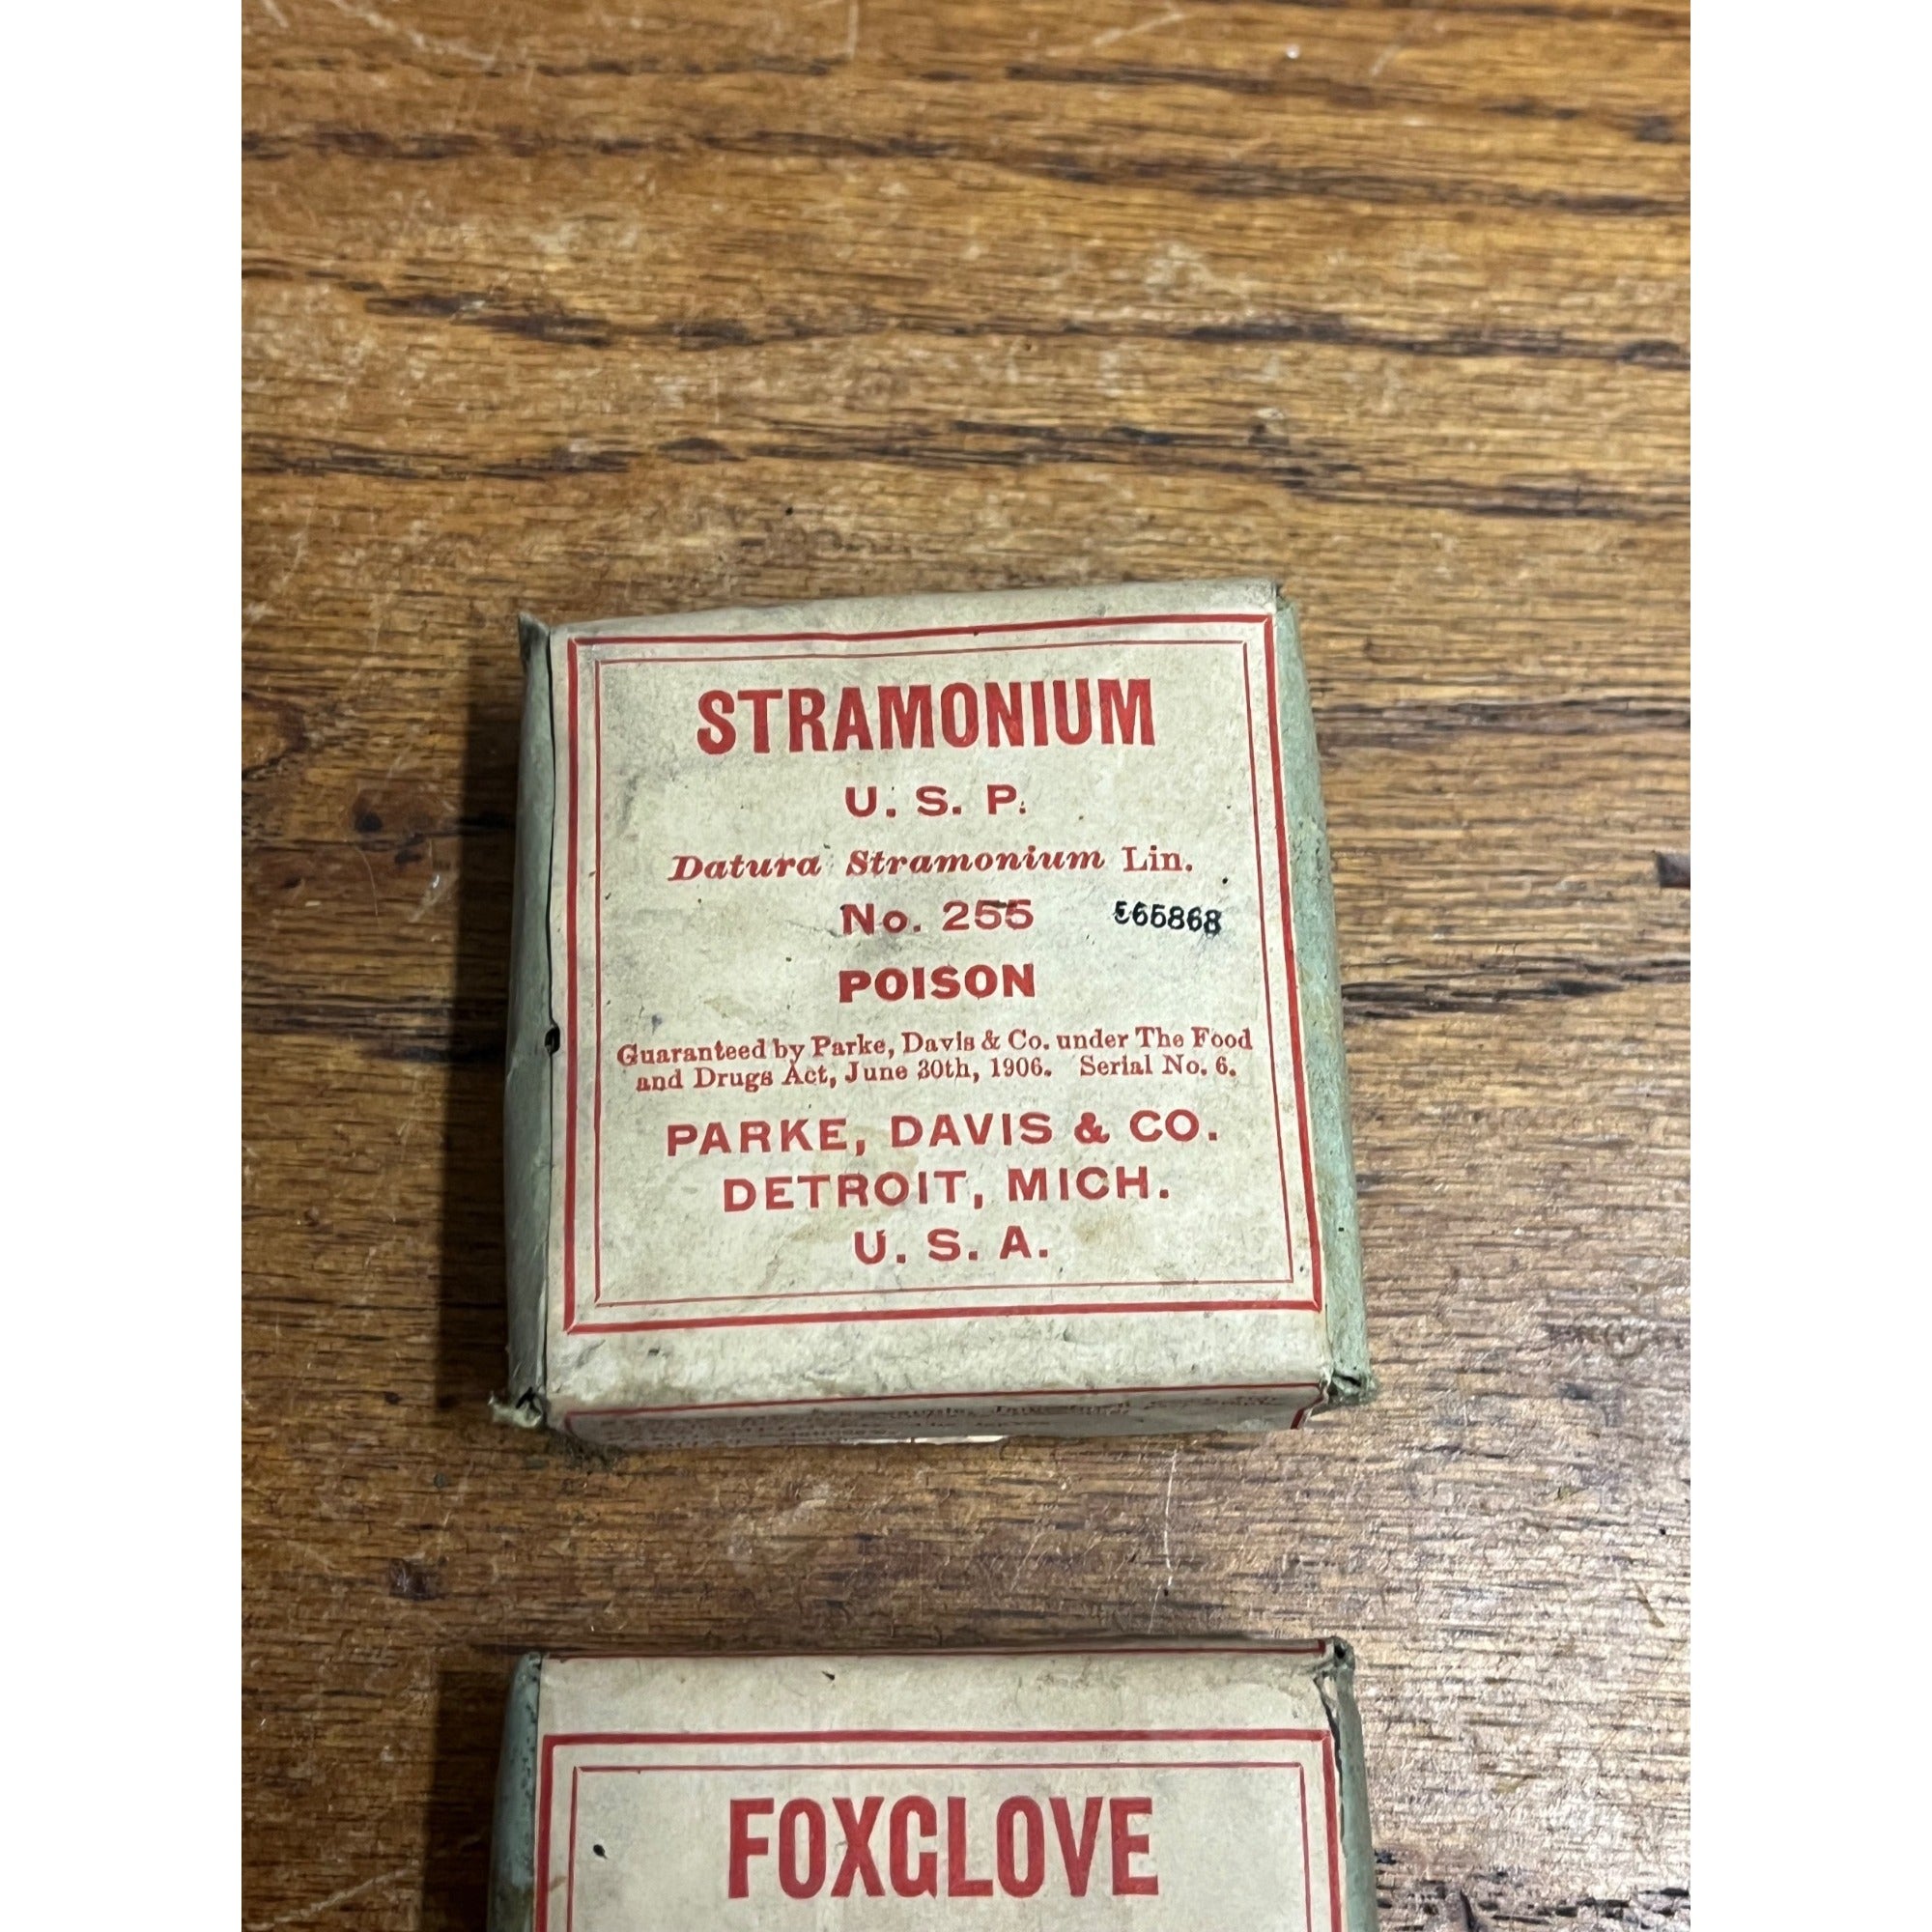 STRAMONIUM
U. S. P.
Datura Stramonium Lin.
No. 255 565868
POISON
Guaranteed by Parke, Davis & Co. under The Food
and Drugs Act, June 30th, 1906. Serial No. 6.
PARKE, DAVIS & CO.
DETROIT, MICH.
U. S. A.
FOXGLOVE